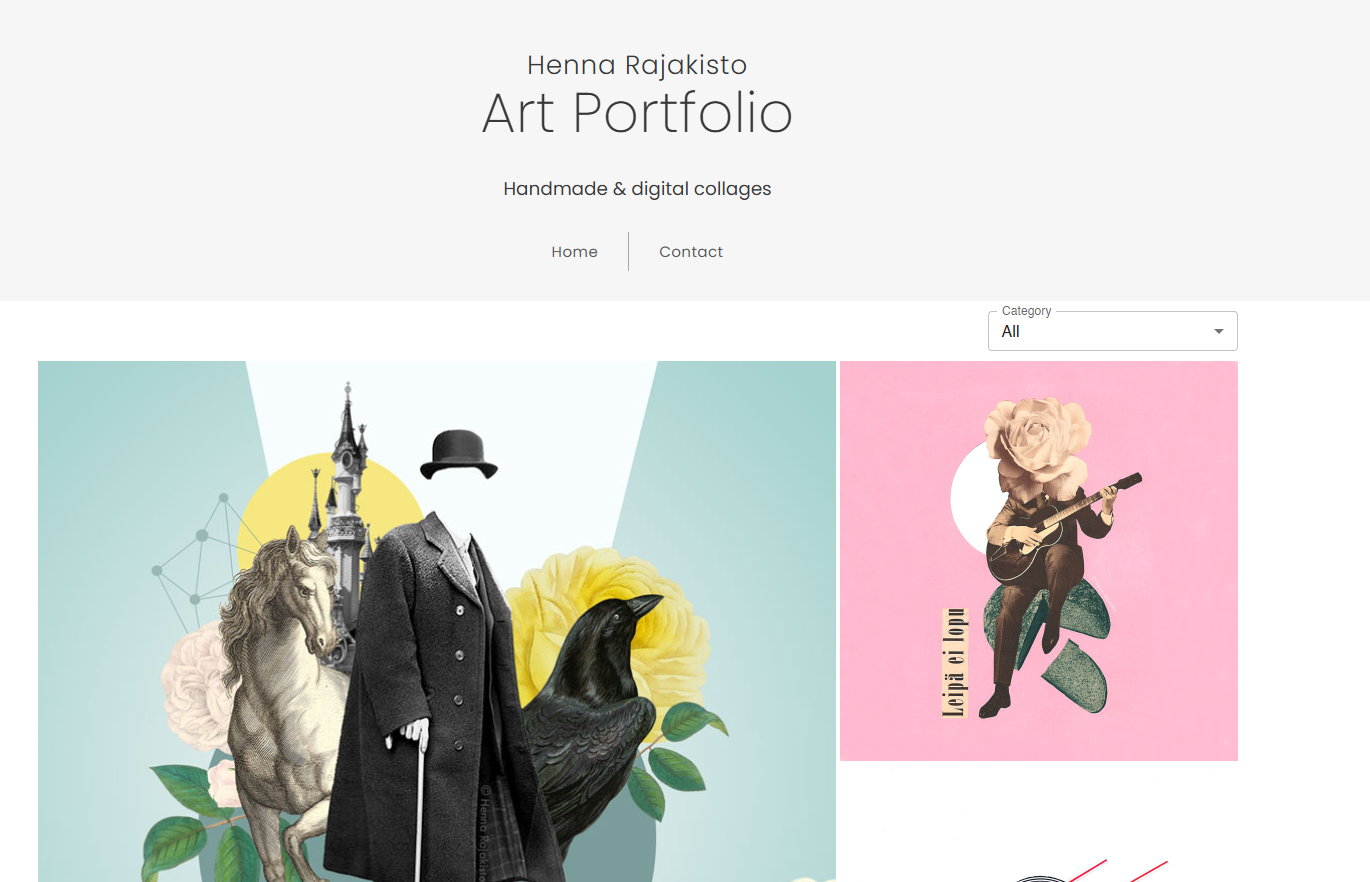 Henna Rajakisto
Art Portfolio
Handmade & digital collages
Home
Contact
Category
All
Leipä ei lopu
© Henna Rajakisto